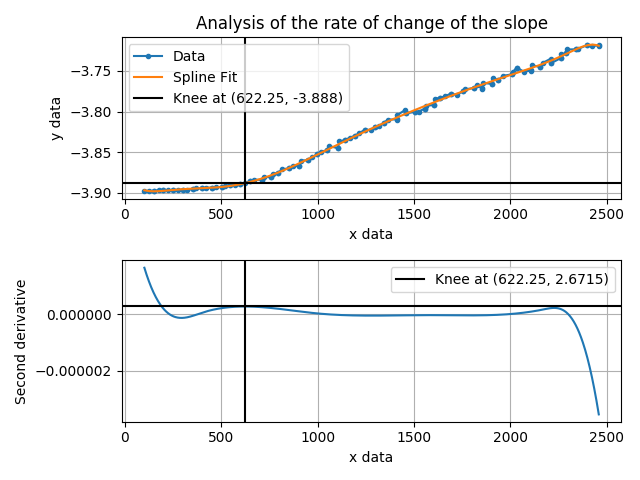 Analysis of the rate of change of the slope
Data
Spline Fit
Knee at (622.25, -3.888)
y data
−3.75
−3.80
−3.85
−3.90
0 500 1000 1500 2000 2500
x data
Knee at (622.25, 2.6715)
Second derivative
0.000000
−0.000002
0 500 1000 1500 2000 2500
x data